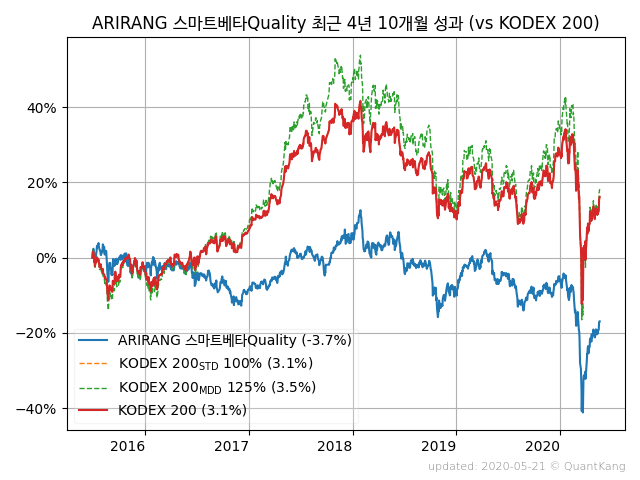 ARIRANG 스마트베타Quality 최근 4년 10개월 성과 (vs KODEX 200)
40%
20%
0%
−20%
−40%
ARIRANG 스마트베타Quality (-3.7%)
KODEX 200STD 100% (3.1%)
KODEX 200MDD 125% (3.5%)
KODEX 200 (3.1%)
2016 2017 2018 2019 2020
updated: 2020-05-21 © QuantKang